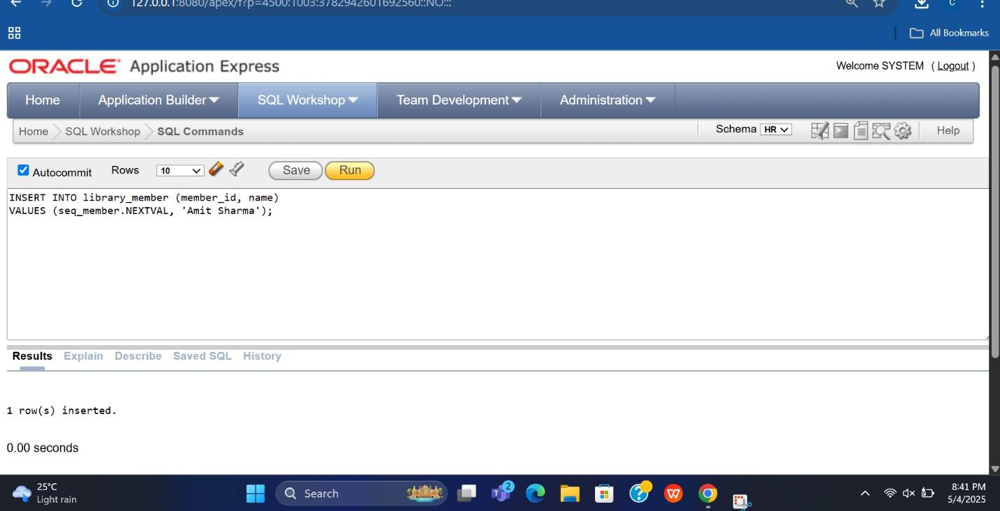 127.0.0.1:8080/apex/f?p=4500:1003:3782942601692560::NO:::
C
All Bookmarks
ORACLE Application Express
Welcome SYSTEM ( Logout )
Home Application Builder SQL Workshop Team Development Administration
Home SQL Workshop SQL Commands Schema HR Help
Autocommit Rows 10 Save Run
INSERT INTO library_member (member_id, name)
VALUES (seq_member.NEXTVAL, 'Amit Sharma');
Results Explain Describe Saved SQL History
1 row(s) inserted.
0.00 seconds
25°C
Light rain
Search
2
8:41 PM
5/4/2025